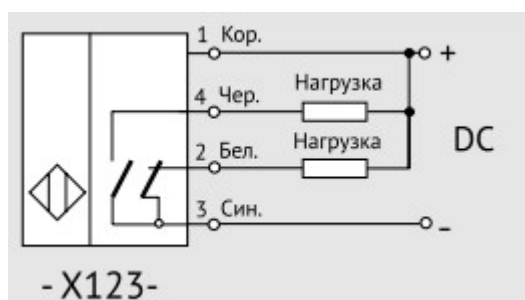 1 Кор.
+
4 Чер.
Нагрузка
2 Бел.
Нагрузка
DC
3 Син.
-
- X123-